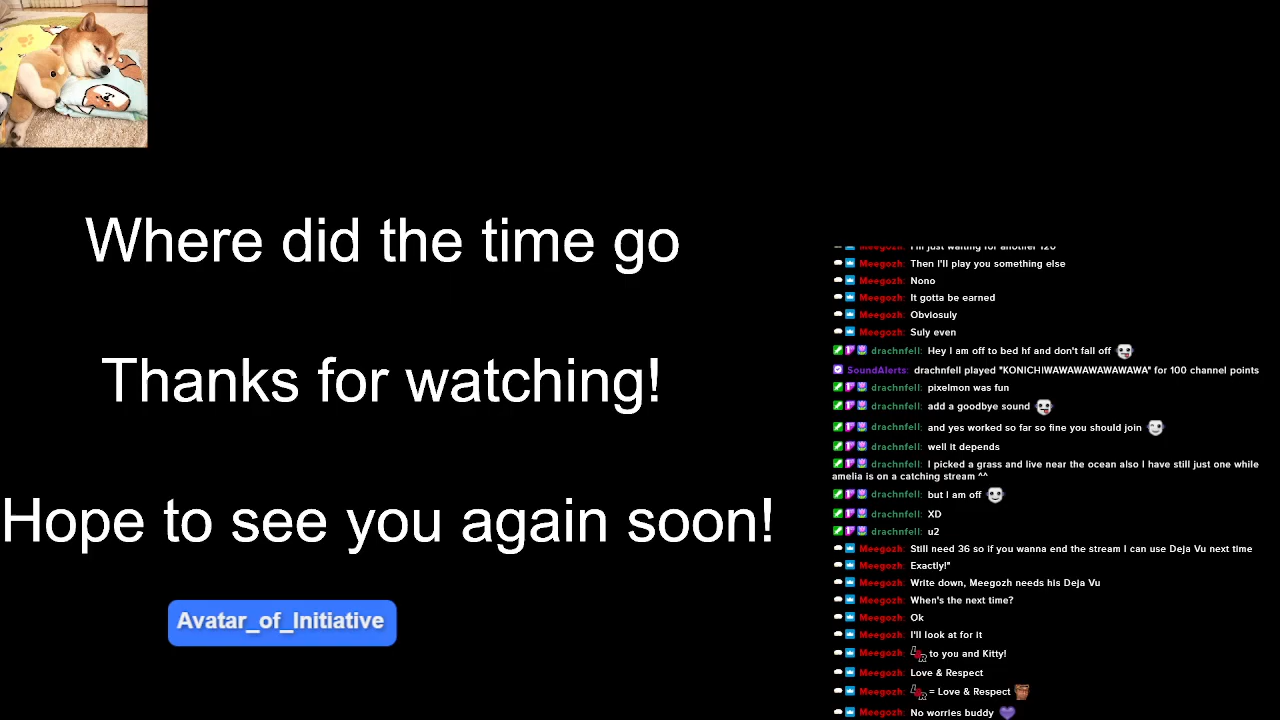 Where did the time go
Thanks for watching!
Hope to see you again soon!
Avatar_of_Initiative
Meegozh: I'm just waiting for another 120
Meegozh: Then I'll play you something else
Meegozh: Nono
Meegozh: It gotta be earned
Meegozh: Obviosuly
Meegozh: Suly even
drachnfell: Hey I am off to bed hf and don't fall off
SoundAlerts: drachnfell played "KONICHIWAWAWAWAWAWAWA" for 100 channel points
drachnfell: pixelmon was fun
drachnfell: add a goodbye sound
drachnfell: and yes worked so far so fine you should join
drachnfell: well it depends
drachnfell: I picked a grass and live near the ocean also I have still just one while
amelia is on a catching stream ^^
drachnfell: but I am off
drachnfell: XD
drachnfell: u2
Meegozh: Still need 36 so if you wanna end the stream I can use Deja Vu next time
Meegozh: Exactly!"
Meegozh: Write down, Meegozh needs his Deja Vu
Meegozh: When's the next time?
Meegozh: Ok
Meegozh: I'll look at for it
Meegozh: to you and Kitty!
Meegozh: Love & Respect
Meegozh: = Love & Respect
Meegozh: No worries buddy